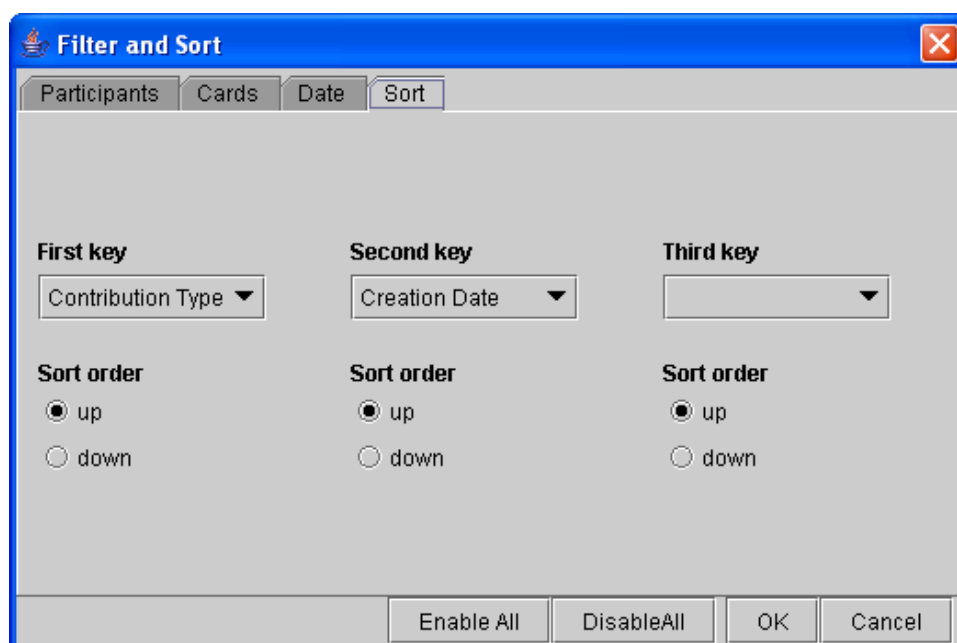 Filter and Sort
Participants Cards Date Sort
First key Second key Third key
Contribution Type Creation Date
Sort order Sort order Sort order
up up up
down down down
Enable All DisableAll OK Cancel